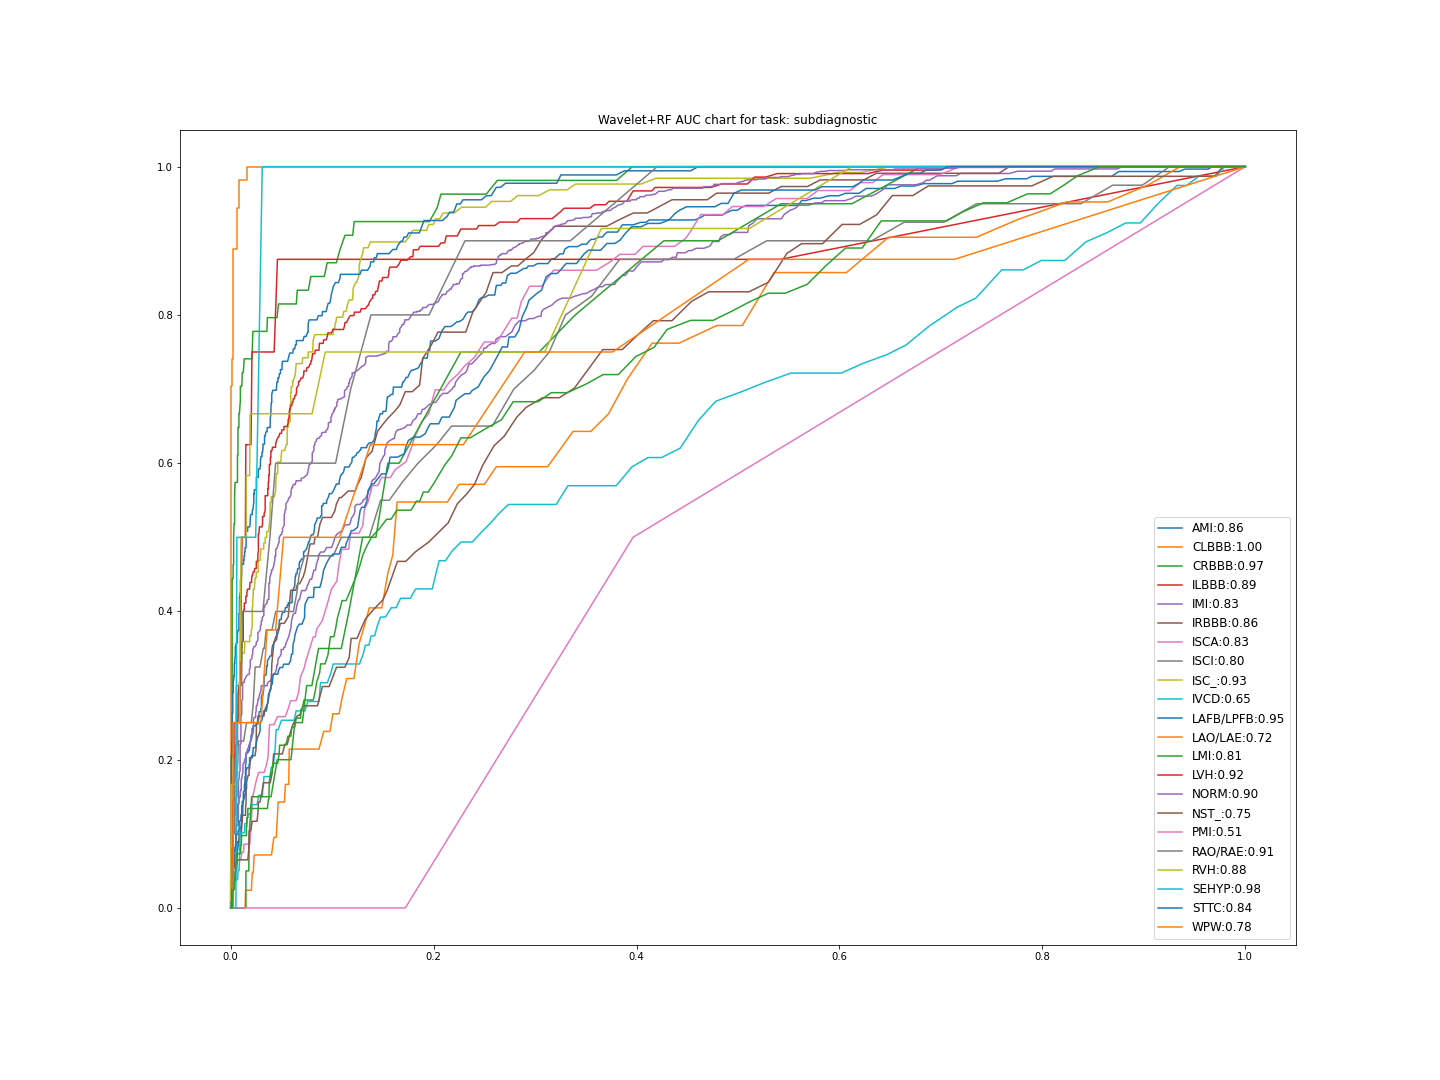 Wavelet+RF AUC chart for task: subdiagnostic
1.0
0.8
0.6
0.4
0.2
0.0
0.0 0.2 0.4 0.6 0.8 1.0
AMI:0.86
CLBBB:1.00
CRBBB:0.97
ILBBB:0.89
IMI:0.83
IRBBB:0.86
ISCA:0.83
ISCI:0.80
ISC_:0.93
IVCD:0.65
LAFB/LPFB:0.95
LAO/LAE:0.72
LMI:0.81
LVH:0.92
NORM:0.90
NST_:0.75
PMI:0.51
RAO/RAE:0.91
RVH:0.88
SEHYP:0.98
STTC:0.84
WPW:0.78